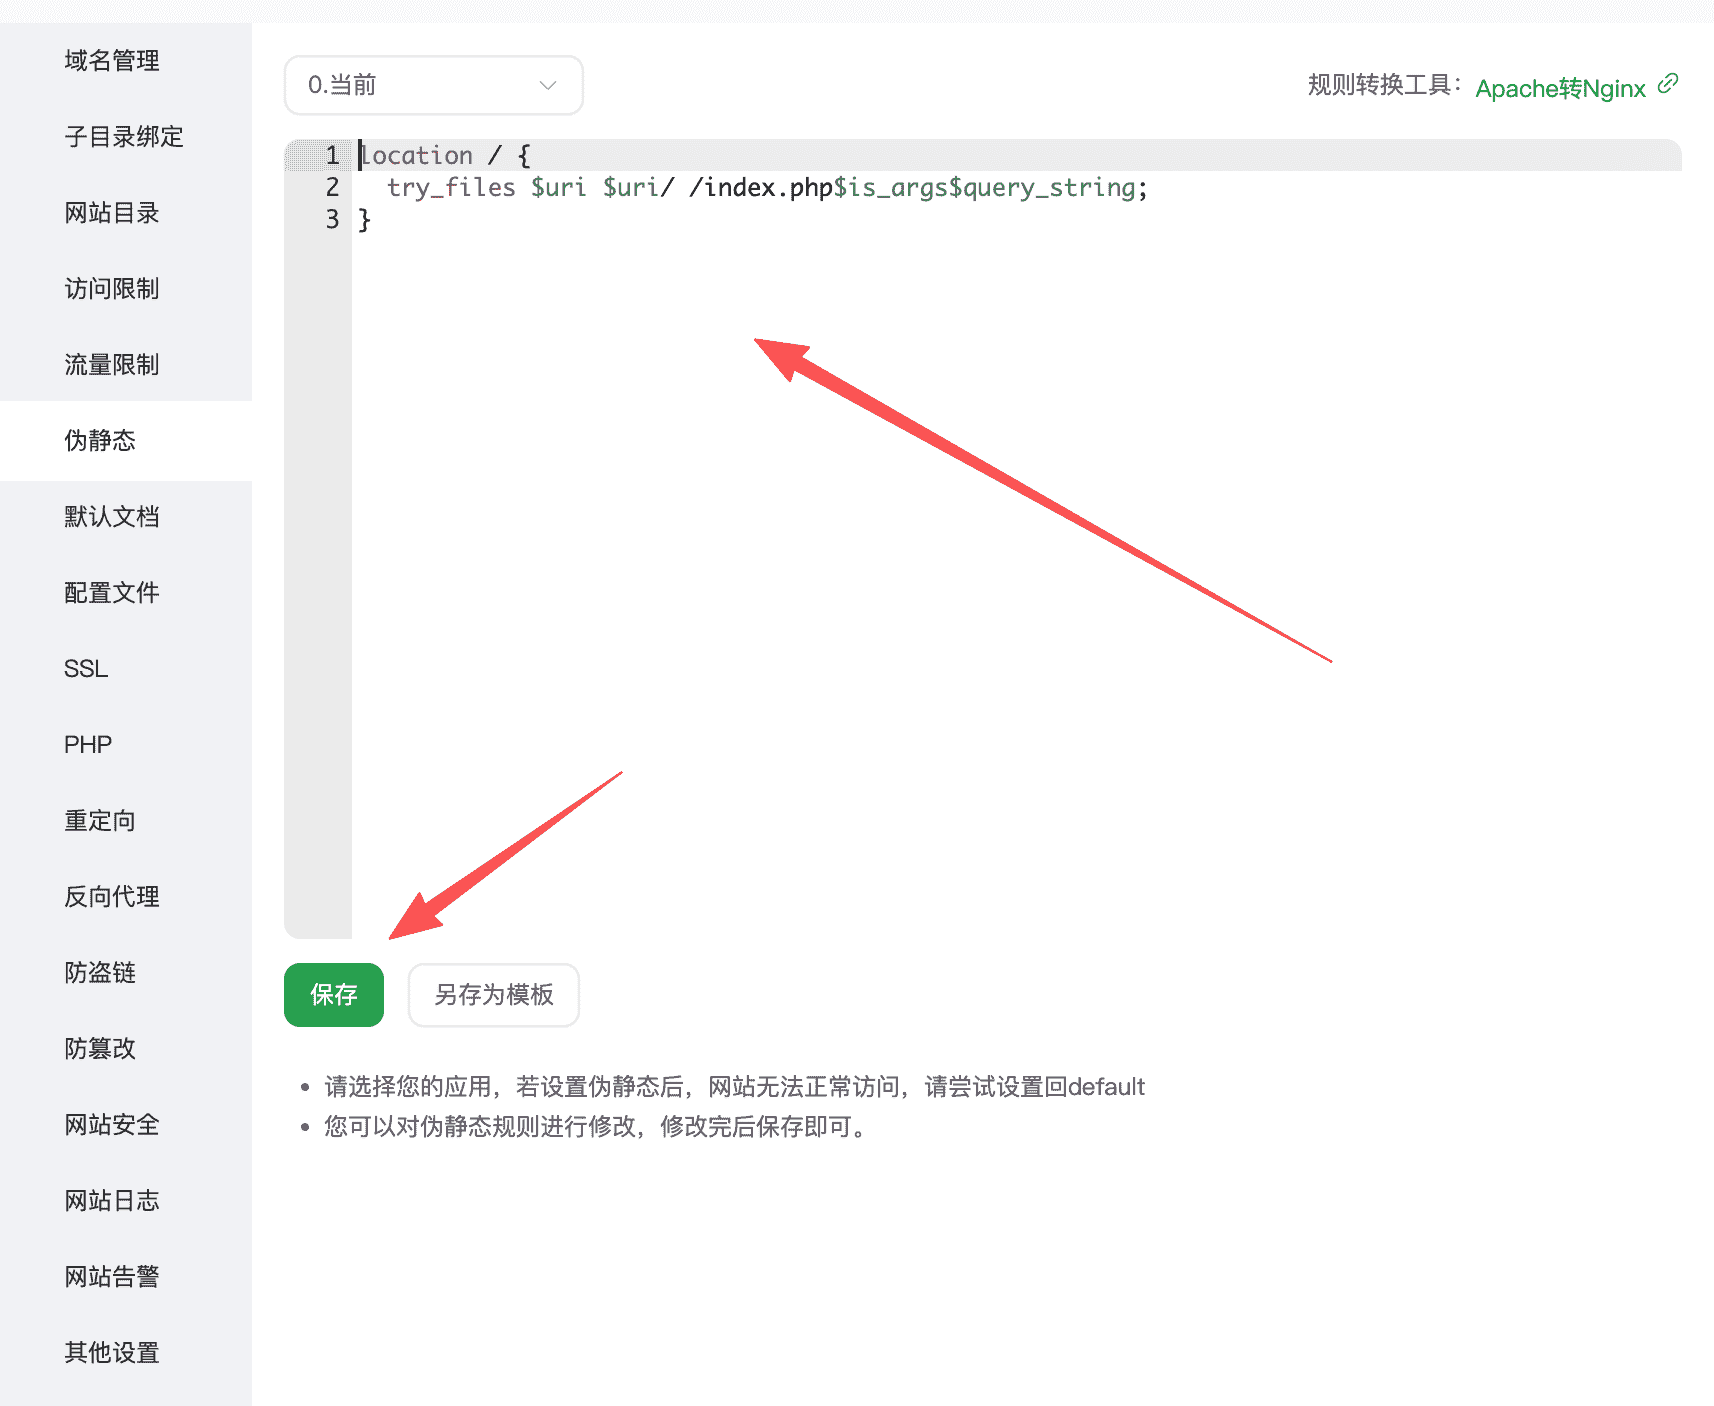 域名管理
子目录绑定
网站目录
访问限制
流量限制
伪静态
默认文档
配置文件
SSL
PHP
重定向
反向代理
防盗链
防篡改
网站安全
网站日志
网站告警
其他设置
0.当前
规则转换工具： Apache转Nginx
1 location / {
2   try_files $uri $uri/ /index.php$is_args$query_string;
3 }
保存
另存为模板
请选择您的应用，若设置伪静态后，网站无法正常访问，请尝试设置回default
您可以对伪静态规则进行修改，修改完后保存即可。